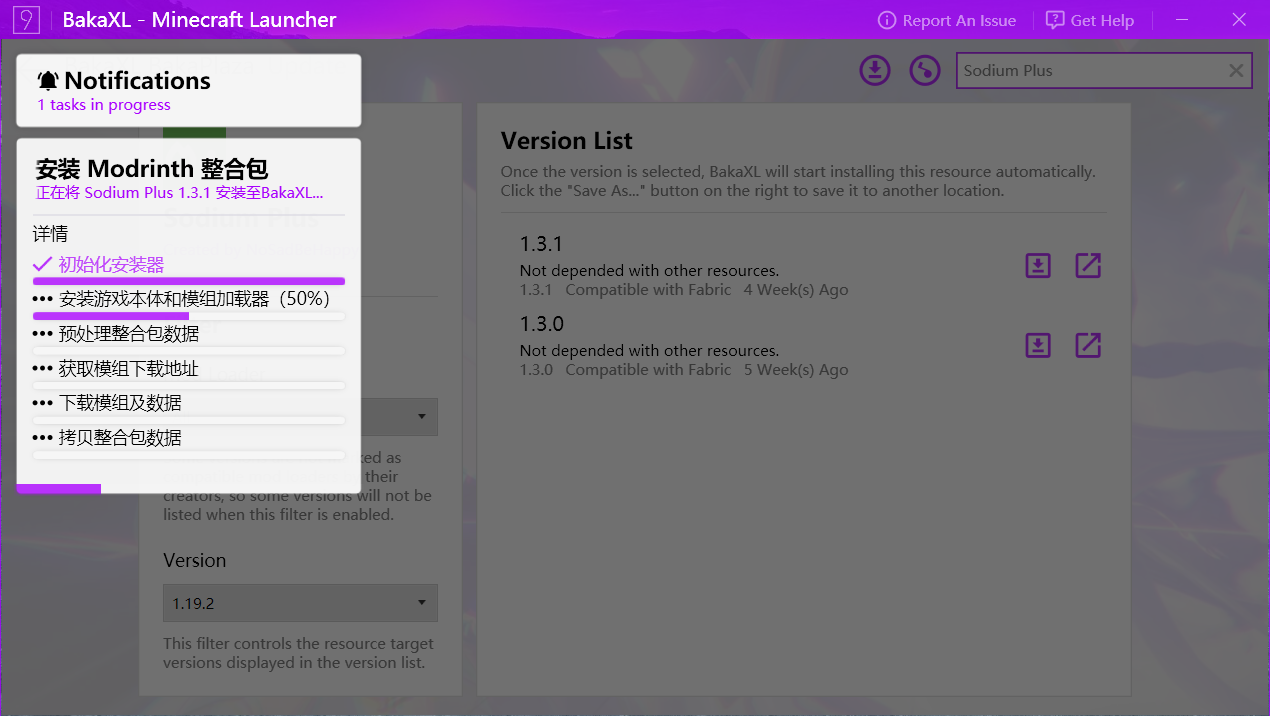 BakaXL - Minecraft Launcher
Report An Issue
Get Help
Notifications
1 tasks in progress
Sodium Plus
安装 Modrinth 整合包
正在将 Sodium Plus 1.3.1 安装至BakaXL...
Sodium Plus
详情
初始化安装器
安装游戏本体和模组加载器（50%）
预处理整合包数据
获取模组下载地址
下载模组及数据
拷贝整合包数据
ked as
their
creators, so some versions will not be
listed when this filter is enabled.
Version
1.19.2
This filter controls the resource target
versions displayed in the version list.
Version List
Once the version is selected, BakaXL will start installing this resource automatically.
Click the "Save As..." button on the right to save it to another location.
1.3.1
Not depended with other resources.
1.3.1 Compatible with Fabric 4 Week(s) Ago
1.3.0
Not depended with other resources.
1.3.0 Compatible with Fabric 5 Week(s) Ago